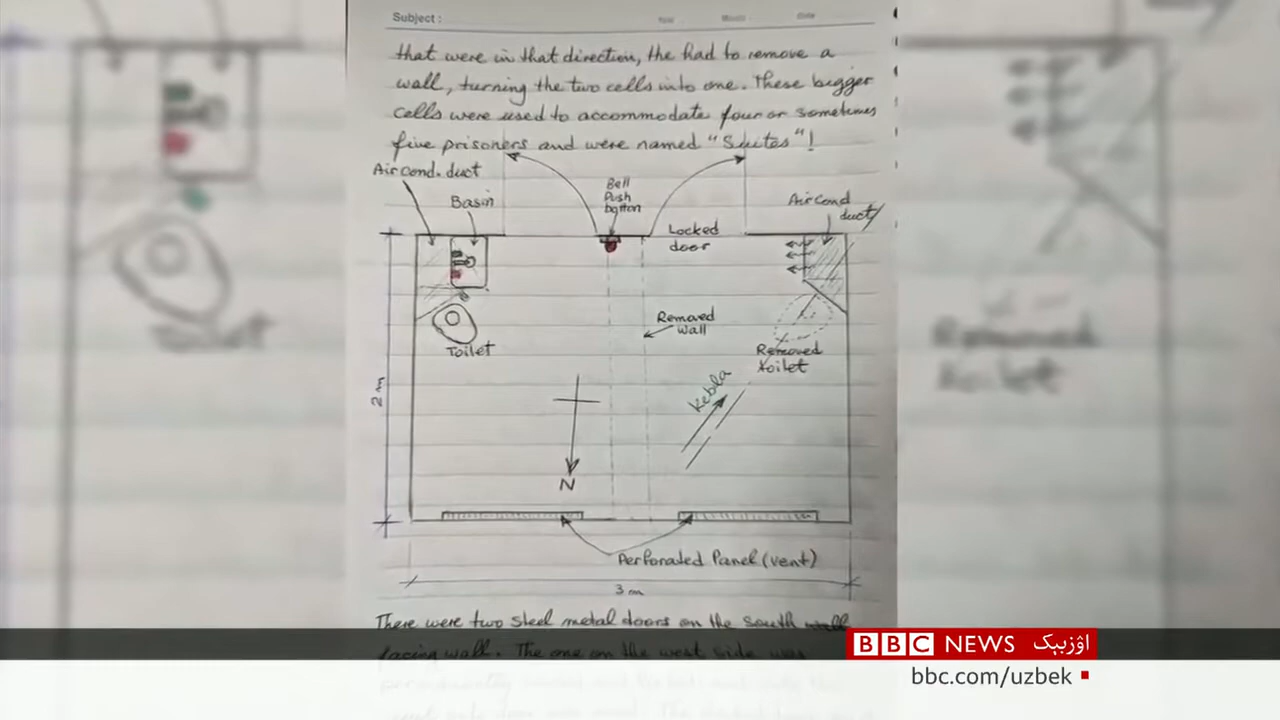 Subject :
that were in that direction, the had to remove a
wall, turning the two cells into one. These bigger
cells were used to accommodate four or sometimes
five prisoners and were named "Suites"!
Air cond. duct
Basin
Bell
Push
button
Locked
door
Air cond
duct
Toilet
Removed
wall
Removed
toilet
Kebla
2 m
N
Perforated Panel (vent)
3 m
There were two steel metal doors on the south wall
facing wall. The one on the west side was
BBC NEWS اۉزبېک
bbc.com/uzbek